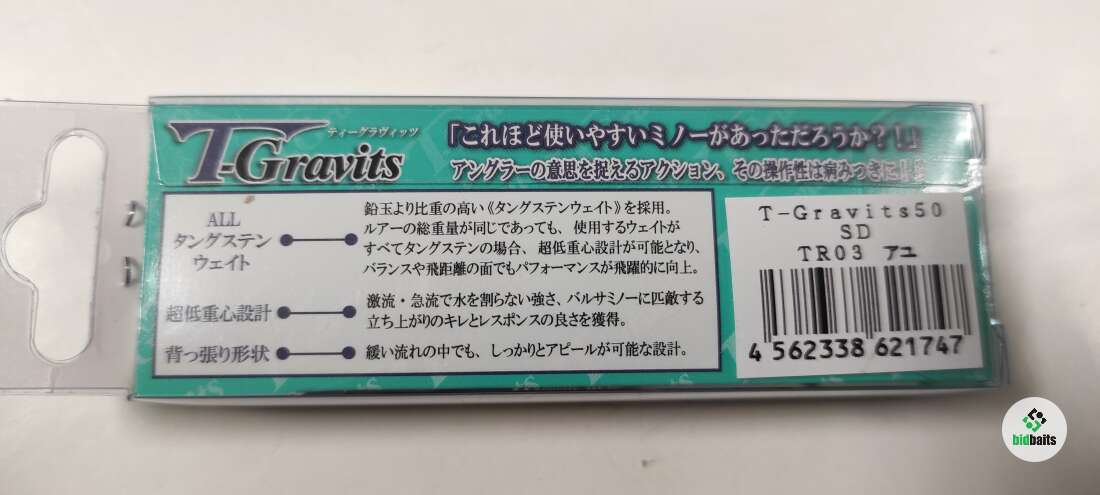 ティーグラヴィッツ
T-Gravits
「これほど使いやすいミノーがあっただろうか?!」
アングラーの意思を捉えるアクション、その操作性は病みつきに!!
ALL
タングステン
ウェイト
鉛玉より比重の高い《タングステンウェイト》を採用。
ルアーの総重量が同じであっても、使用するウェイトが
すべてタングステンの場合、超低重心設計が可能となり、
バランスや飛距離の面でもパフォーマンスが飛躍的に向上。
超低重心設計
激流・急流で水を割らない強さ、バルサミノーに匹敵する
立ち上がりのキレとレスポンスの良さを獲得。
背っ張り形状
緩い流れの中でも、しっかりとアピールが可能な設計。
T-Gravits50
SD
TR03 アユ
4 562338 621747
bidbaits